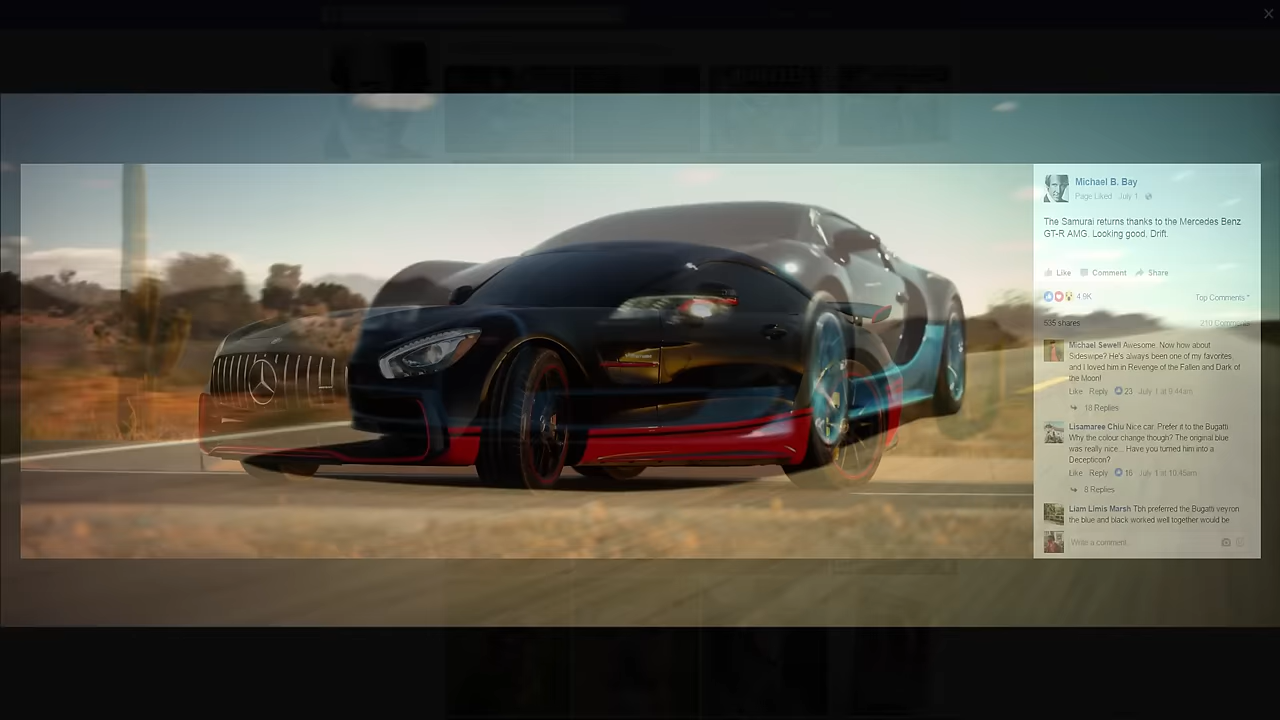 Michael B. Bay
Page Liked · July 1 ·
The Samurai returns thanks to the Mercedes Benz
GT-R AMG. Looking good, Drift.
Like Comment Share
4.9K Top Comments
535 shares 210 Comments
Michael Sewell Awesome. Now how about
Sideswipe? He's always been one of my favorites,
and I loved him in Revenge of the Fallen and Dark of
the Moon!
Like · Reply · 23 · July 1 at 9:44am
18 Replies
Lisamaree Chiu Nice car. Prefer it to the Bugatti.
Why the colour change though? The original blue
was really nice... Have you turned him into a
Decepticon?
Like · Reply · 16 · July 1 at 10:45am
8 Replies
Liam Limis Marsh Tbh preferred the Bugatti veyron
the blue and black worked well together would be
Write a comment...